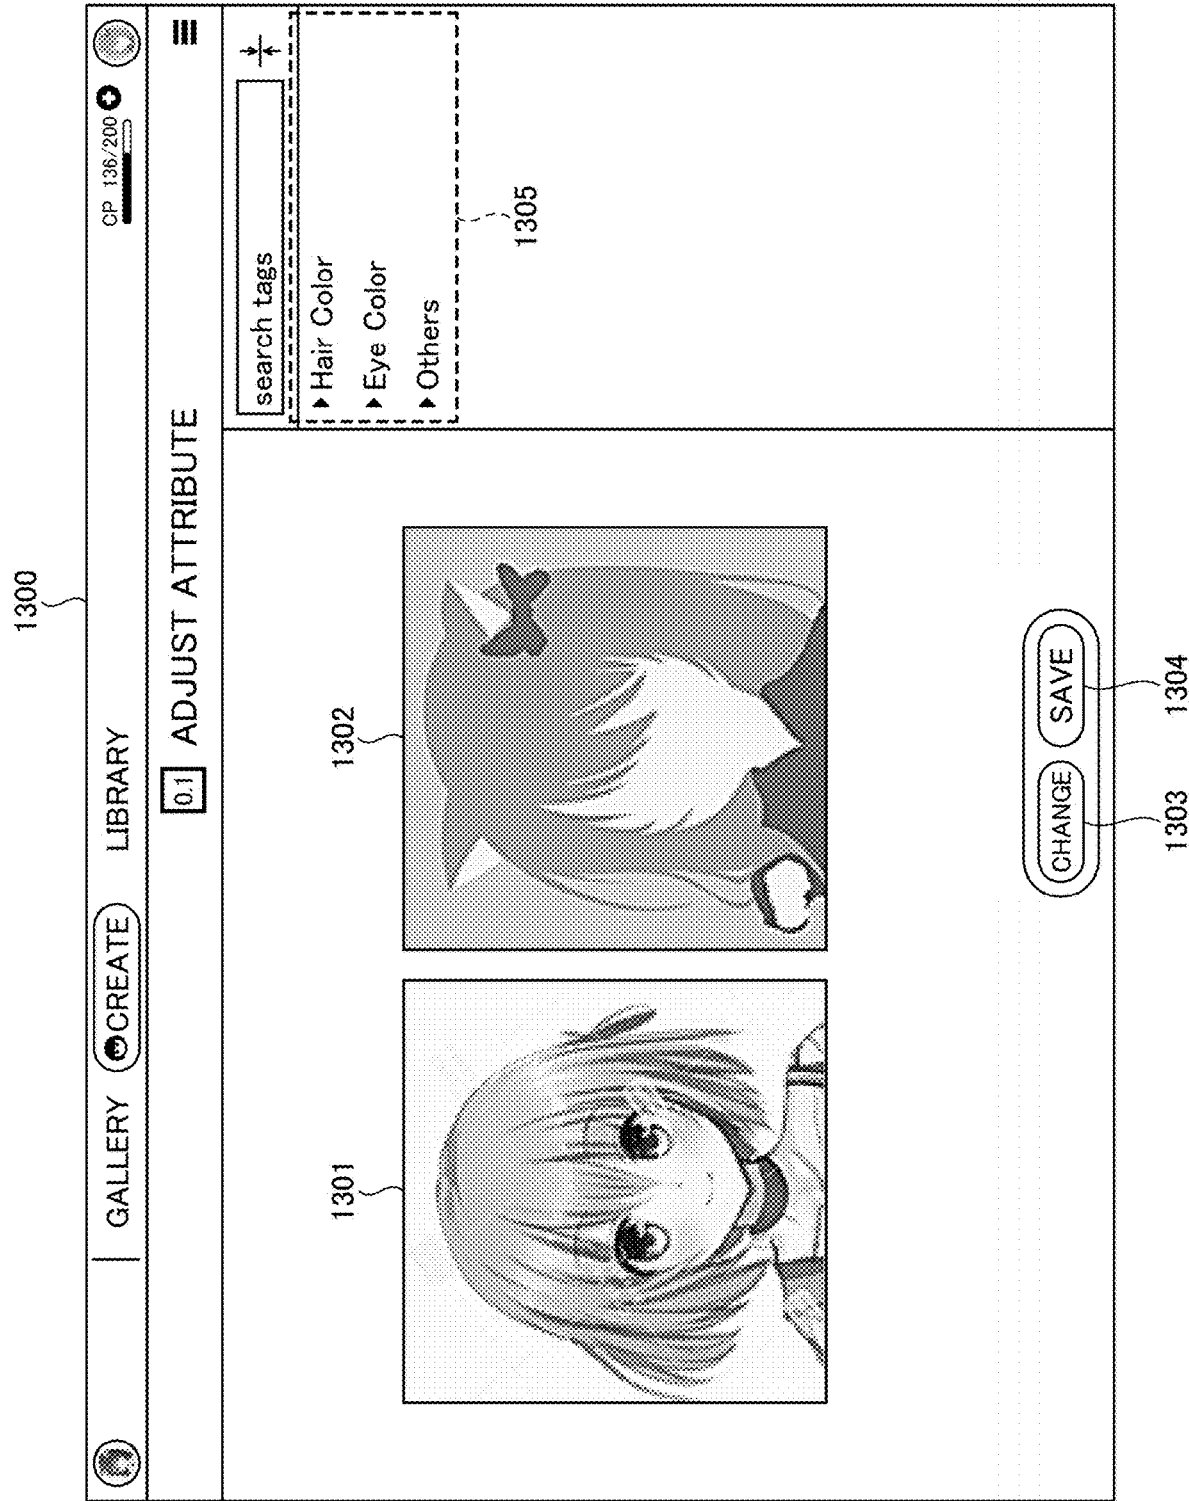 1300
GALLERY CREATE LIBRARY CP 136/200
0.1 ADJUST ATTRIBUTE
search tags
Hair Color
Eye Color
Others
1305
1301
1302
CHANGE SAVE
1303
1304